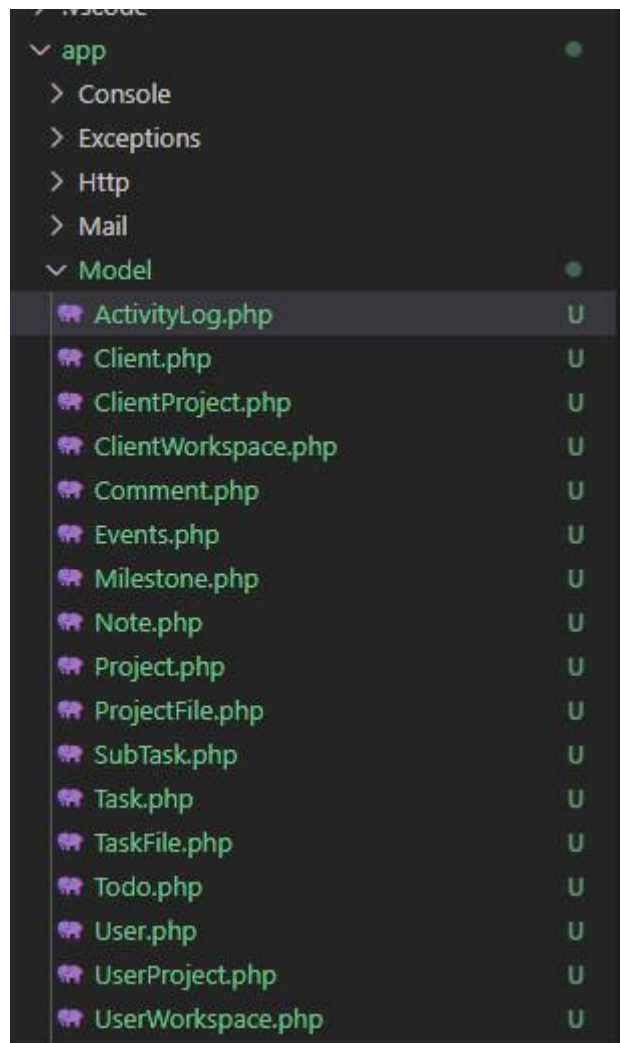 .vscode
app
Console
Exceptions
Http
Mail
Model
ActivityLog.php U
Client.php U
ClientProject.php U
ClientWorkspace.php U
Comment.php U
Events.php U
Milestone.php U
Note.php U
Project.php U
ProjectFile.php U
SubTask.php U
Task.php U
TaskFile.php U
Todo.php U
User.php U
UserProject.php U
UserWorkspace.php U